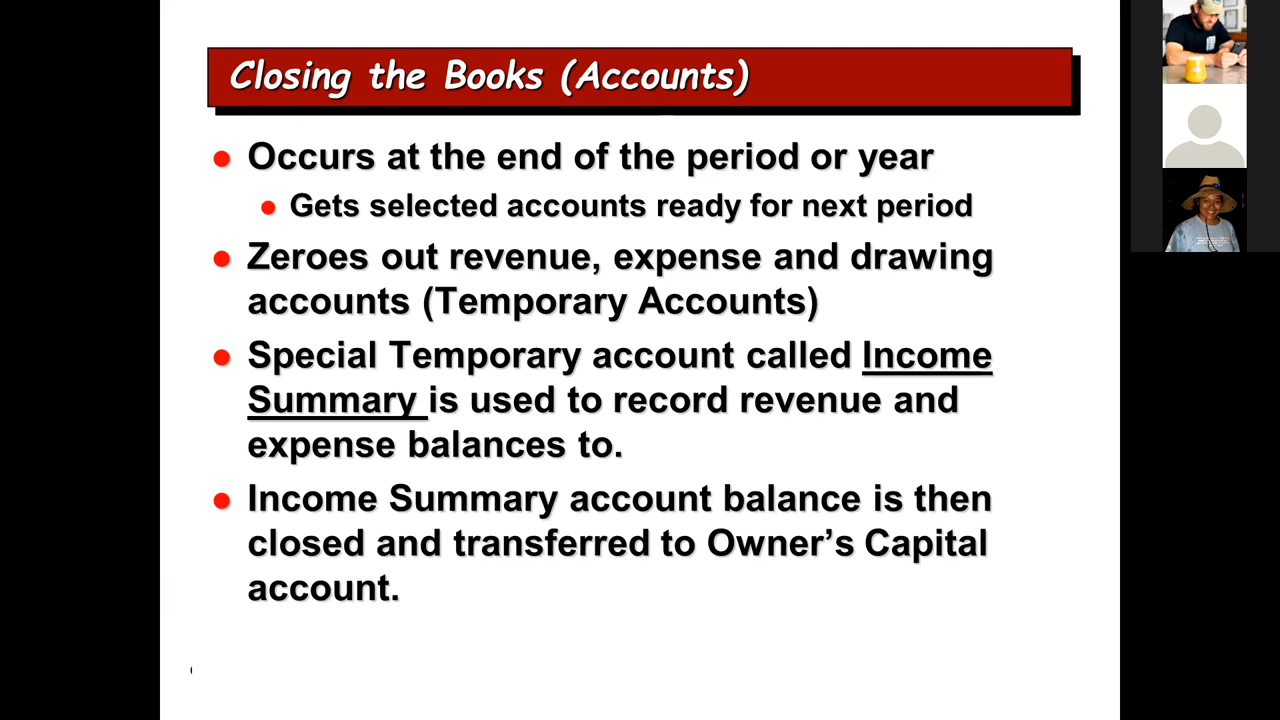 Closing the Books (Accounts)
Occurs at the end of the period or year
Gets selected accounts ready for next period
Zeroes out revenue, expense and drawing
accounts (Temporary Accounts)
Special Temporary account called Income
Summary is used to record revenue and
expense balances to.
Income Summary account balance is then
closed and transferred to Owner’s Capital
account.